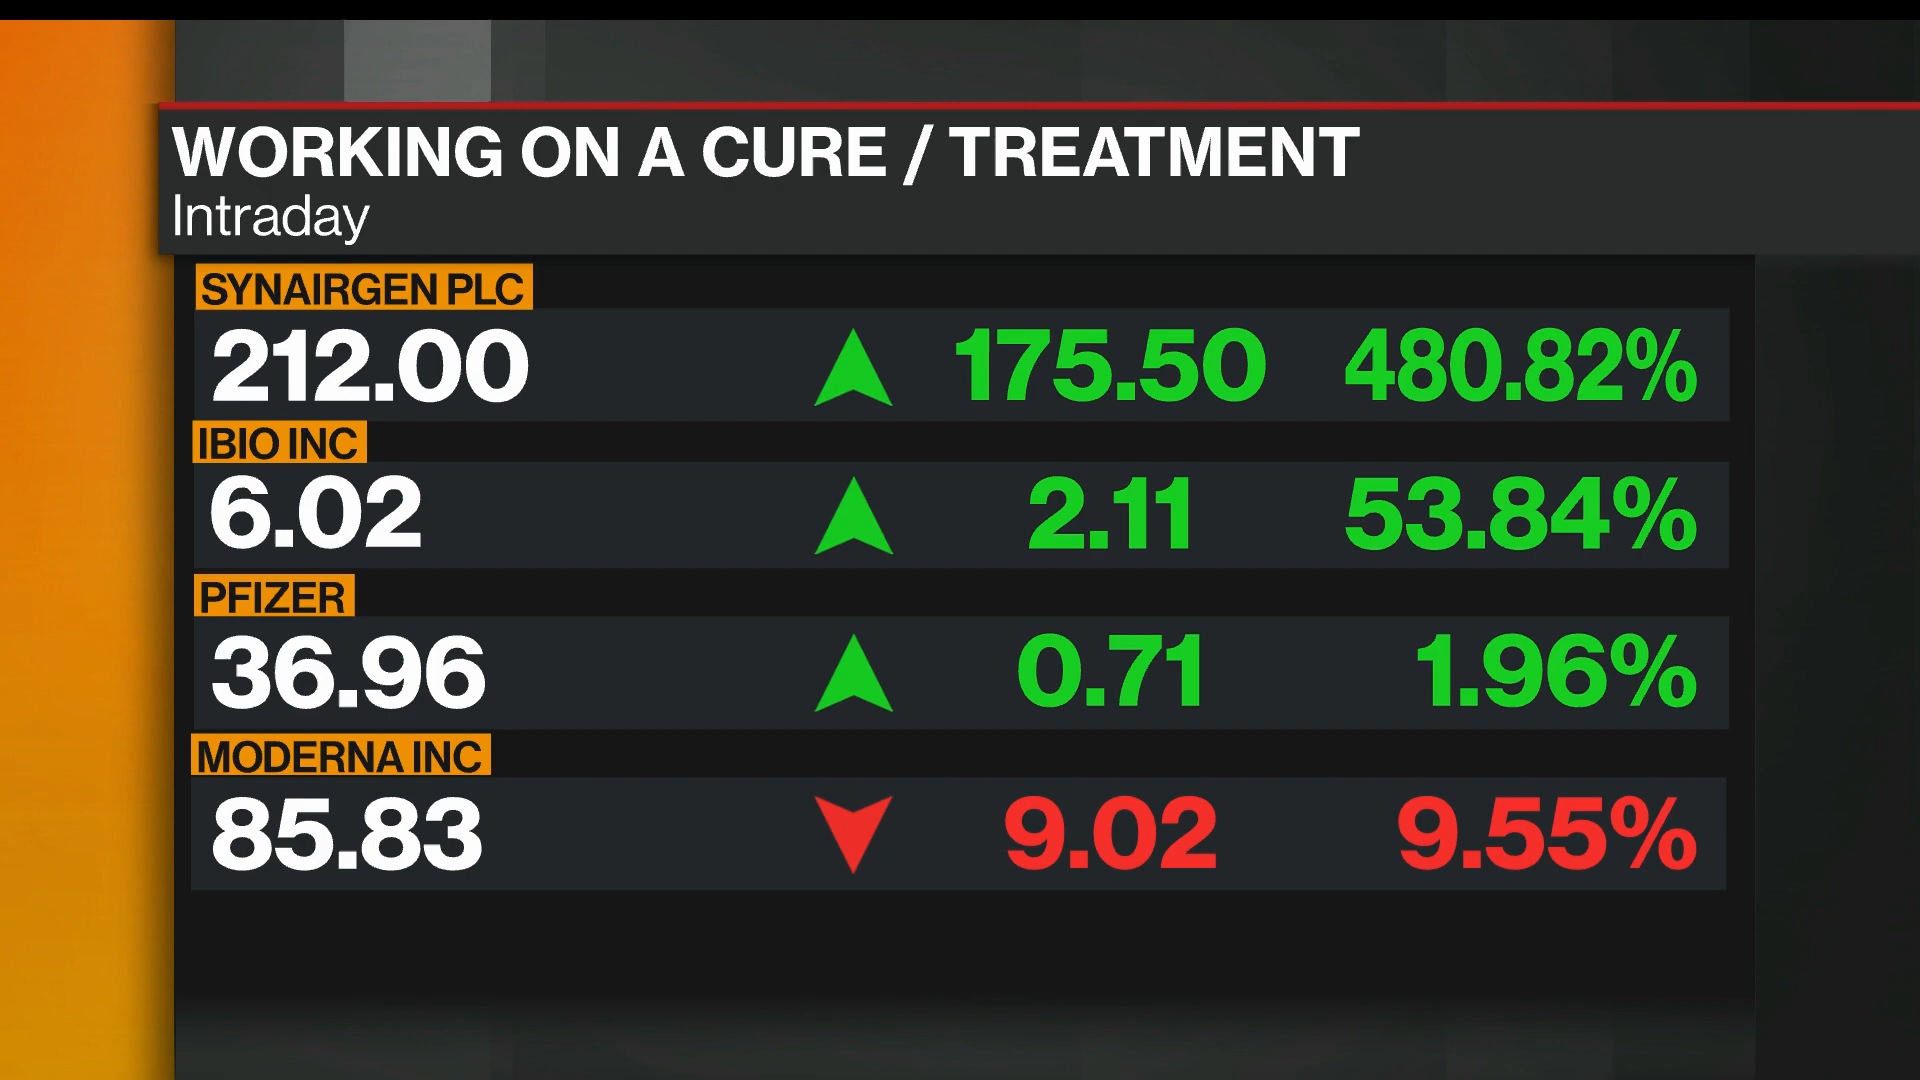 WORKING ON A CURE / TREATMENT
Intraday
SYNAIRGEN PLC
212.00 175.50 480.82%
IBIO INC
6.02 2.11 53.84%
PFIZER
36.96 0.71 1.96%
MODERNA INC
85.83 9.02 9.55%